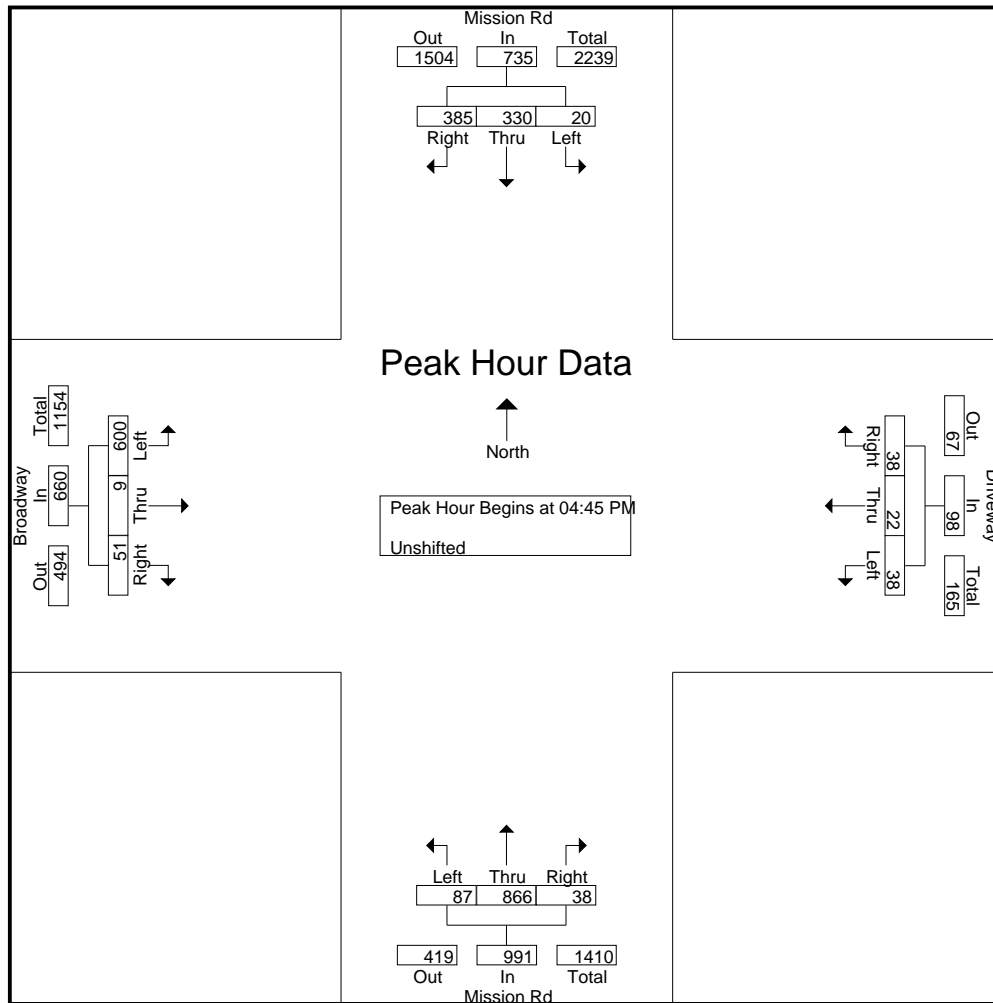 Mission Rd
Out In Total
1504 735 2239
385 330 20
Right Thru Left
Peak Hour Data
North
Peak Hour Begins at 04:45 PM
Unshifted
Broadway
Total In Out
1154 660 494
600 9 51
Left Thru Right
Right Thru Left
38 22 38
Out In Total
67 98 165
Driveway
Left Thru Right
87 866 38
419 991 1410
Out In Total
Mission Rd